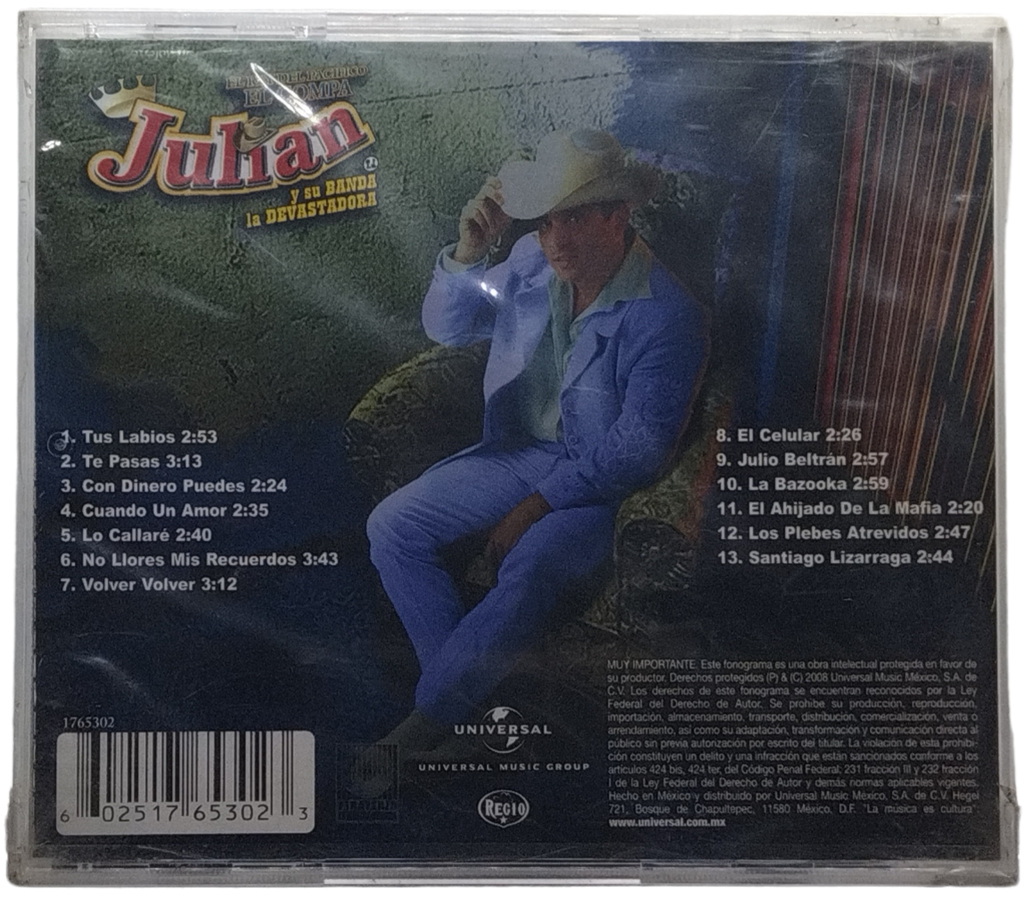 EL REY DEL PACIFICO
EL COMPA
Julian
y su BANDA
la DEVASTADORA
1. Tus Labios 2:53
2. Te Pasas 3:13
3. Con Dinero Puedes 2:24
4. Cuando Un Amor 2:35
5. Lo Callaré 2:40
6. No Llores Mis Recuerdos 3:43
7. Volver Volver 3:12
8. El Celular 2:26
9. Julio Beltrán 2:57
10. La Bazooka 2:59
11. El Ahijado De La Mafia 2:20
12. Los Plebes Atrevidos 2:47
13. Santiago Lizarraga 2:44
MUY IMPORTANTE. Este fonograma es una obra intelectual protegida en favor de
su productor. Derechos protegidos (P) & (C) 2008 Universal Music México, S.A. de
C.V. Los derechos de este fonograma se encuentran reconocidos por la Ley
Federal del Derecho de Autor. Se prohibe su producción, reproducción,
importación, almacenamiento, transporte, distribución, comercialización, venta o
arrendamiento, así como su adaptación, transformación y comunicación directa al
público sin previa autorización por escrito del titular. La violación de esta prohibi-
ción constituyen un delito y una infracción que están sancionados conforme a los
artículos 424 bis, 424 ter, del Código Penal Federal; 231 fracción III y 232 fracción
I de la Ley Federal del Derecho de Autor y demás normas aplicables vigentes.
Hecho en México y distribuido por Universal Music México, S.A. de C.V. Hegel
721, Bosque de Chapultepec, 11580 México, D.F. "La música es cultura".
www.universal.com.mx
1765302
6 02517 65302 3
UNIVERSAL
UNIVERSAL MUSIC GROUP
REGIO